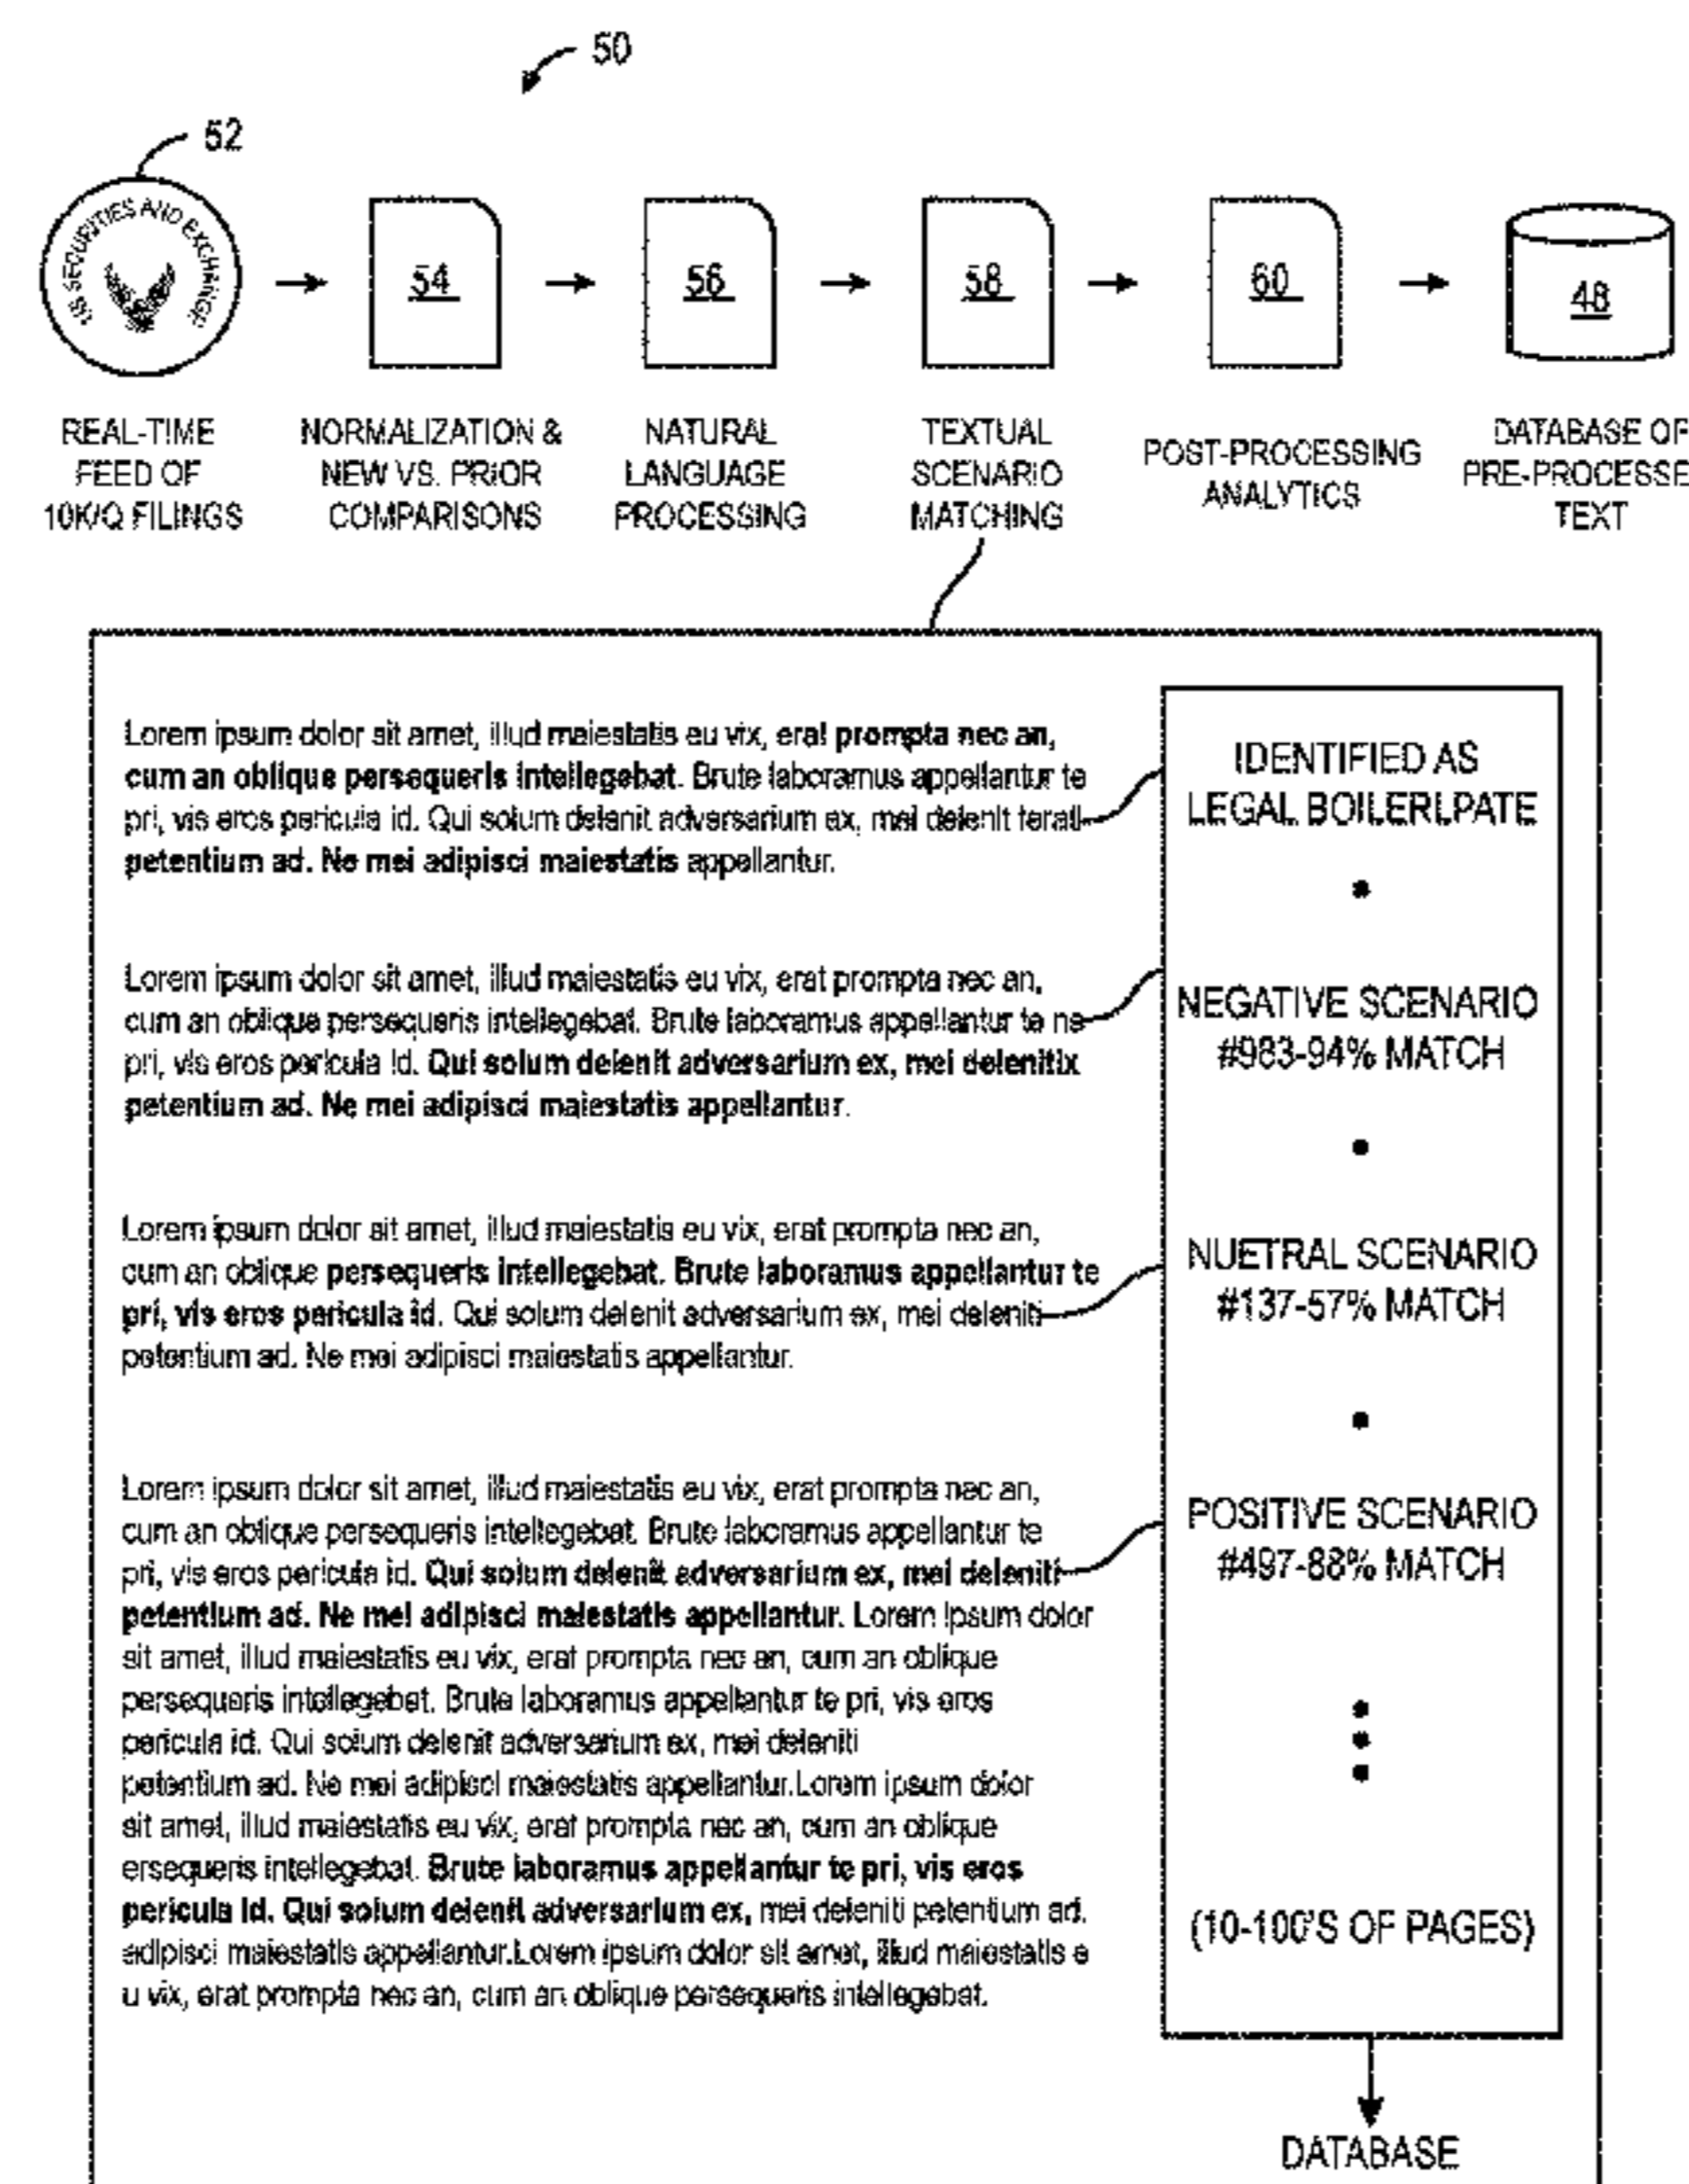 50
52
US SECURITIES AND EXCHANGE
54
56
58
60
48
REAL-TIME
FEED OF
10K/Q FILINGS
NORMALIZATION &
NEW VS. PRIOR
COMPARISONS
NATURAL
LANGUAGE
PROCESSING
TEXTUAL
SCENARIO
MATCHING
POST-PROCESSING
ANALYTICS
DATABASE OF
PRE-PROCESSE
TEXT
Lorem ipsum dolor sit amet, illud maiestatis eu vix, erat prompta nec an,
cum an oblique persequeris intellegebat. Brute laboramus appellantur te
pri, vis eros pericula id. Qui solum delenit adversarium ex, mei delenit
petentium ad. Ne mei adipisci maiestatis appellantur.
IDENTIFIED AS
LEGAL BOILERLPATE
Lorem ipsum dolor sit amet, illud maiestatis eu vix, erat prompta nec an,
cum an oblique persequeris intellegebat. Brute laboramus appellantur te ne
pri, vis eros pericula id. Qui solum delenit adversarium ex, mei delenitix
petentium ad. Ne mei adipisci maiestatis appellantur.
NEGATIVE SCENARIO
#983-94% MATCH
Lorem ipsum dolor sit amet, illud maiestatis eu vix, erat prompta nec an,
cum an oblique persequeris intellegebat. Brute laboramus appellantur te
pri, vis eros pericula id. Qui solum delenit adversarium ex, mei deleniti
petentium ad. Ne mei adipisci maiestatis appellantur.
NUETRAL SCENARIO
#137-57% MATCH
Lorem ipsum dolor sit amet, illud maiestatis eu vix, erat prompta nec an,
cum an oblique persequeris intellegebat. Brute laboramus appellantur te
pri, vis eros pericula id. Qui solum delenit adversarium ex, mei deleniti
petentium ad. Ne mei adipisci maiestatis appellantur. Lorem ipsum dolor
sit amet, illud maiestatis eu vix, erat prompta nec an, cum an oblique
persequeris intellegebat. Brute laboramus appellantur te pri, vis eros
pericula id. Qui solum delenit adversarium ex, mei deleniti
petentium ad. Ne mei adipisci maiestatis appellantur.Lorem ipsum dolor
sit amet, illud maiestatis eu vix, erat prompta nec an, cum an oblique
ersequeris intellegebat. Brute laboramus appellantur te pri, vis eros
pericula id. Qui solum delenit adversarium ex, mei deleniti petentium ad.
adipisci maiestatis appellantur.Lorem ipsum dolor sit amet, illud maiestatis e
u vix, erat prompta nec an, cum an oblique persequeris intellegebat.
POSITIVE SCENARIO
#497-88% MATCH
(10-100'S OF PAGES)
DATABASE